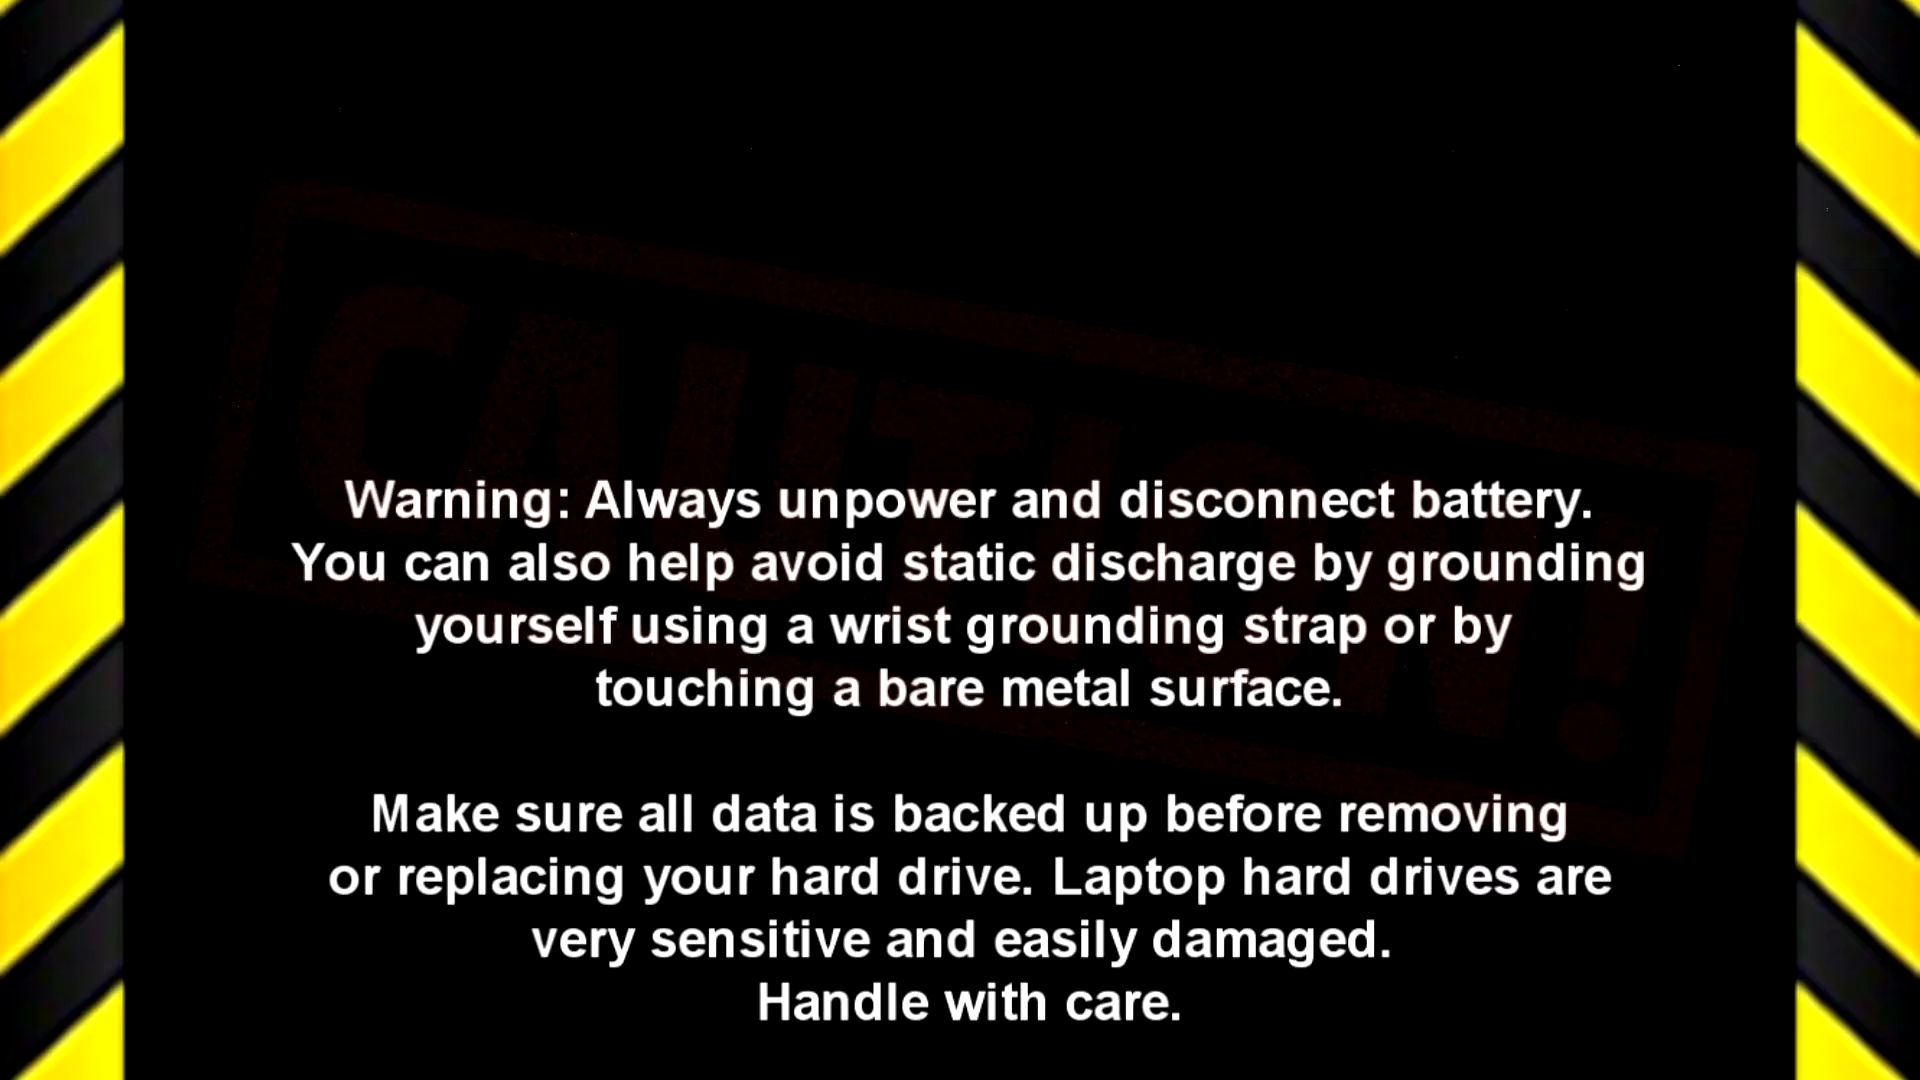 CAUTION!
Warning: Always unpower and disconnect battery.
You can also help avoid static discharge by grounding
yourself using a wrist grounding strap or by
touching a bare metal surface.
Make sure all data is backed up before removing
or replacing your hard drive. Laptop hard drives are
very sensitive and easily damaged.
Handle with care.